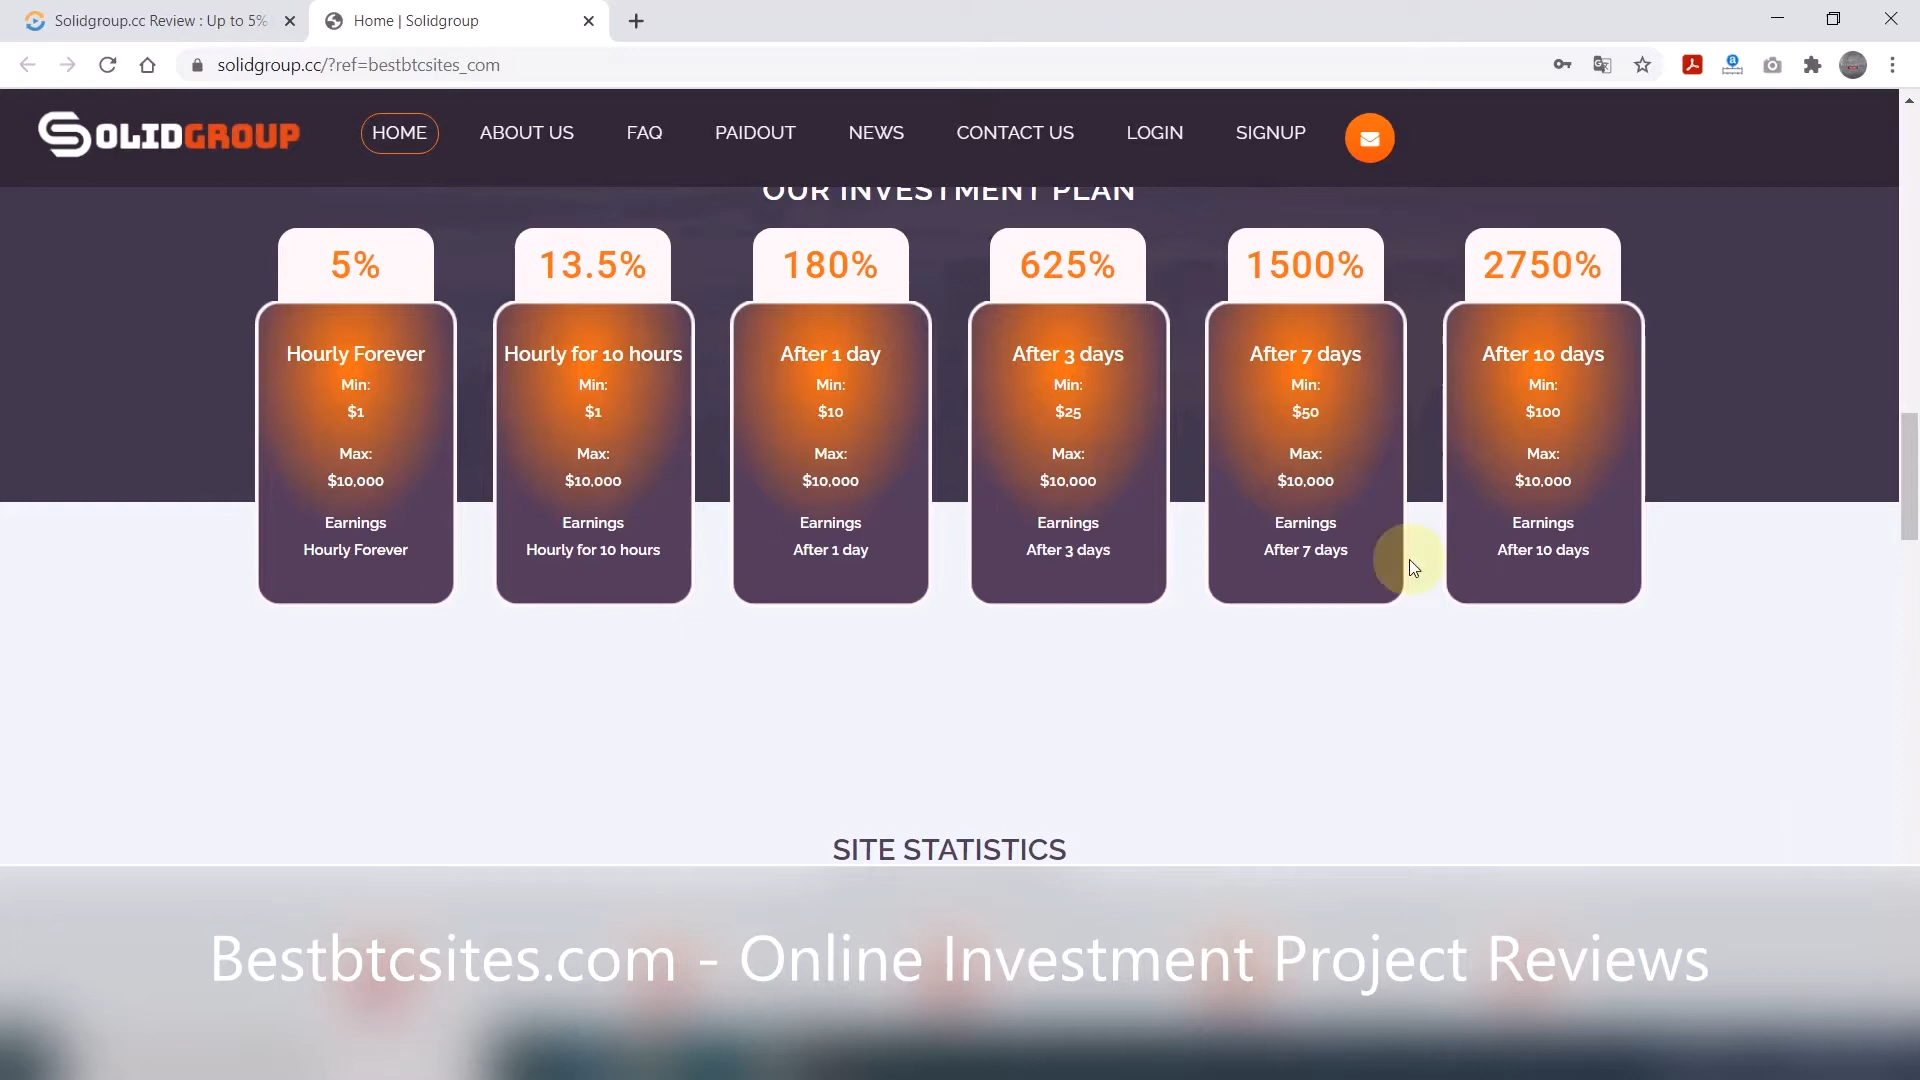 Solidgroup.cc Review : Up to 5%
Home | Solidgroup
solidgroup.cc/?ref=bestbtcsites_com
SOLIDGROUP
HOME
ABOUT US
FAQ
PAIDOUT
NEWS
CONTACT US
LOGIN
SIGNUP
OUR INVESTMENT PLAN
5%
Hourly Forever
Min:
$1
Max:
$10,000
Earnings
Hourly Forever
13.5%
Hourly for 10 hours
Min:
$1
Max:
$10,000
Earnings
Hourly for 10 hours
180%
After 1 day
Min:
$10
Max:
$10,000
Earnings
After 1 day
625%
After 3 days
Min:
$25
Max:
$10,000
Earnings
After 3 days
1500%
After 7 days
Min:
$50
Max:
$10,000
Earnings
After 7 days
2750%
After 10 days
Min:
$100
Max:
$10,000
Earnings
After 10 days
SITE STATISTICS
Bestbtcsites.com - Online Investment Project Reviews